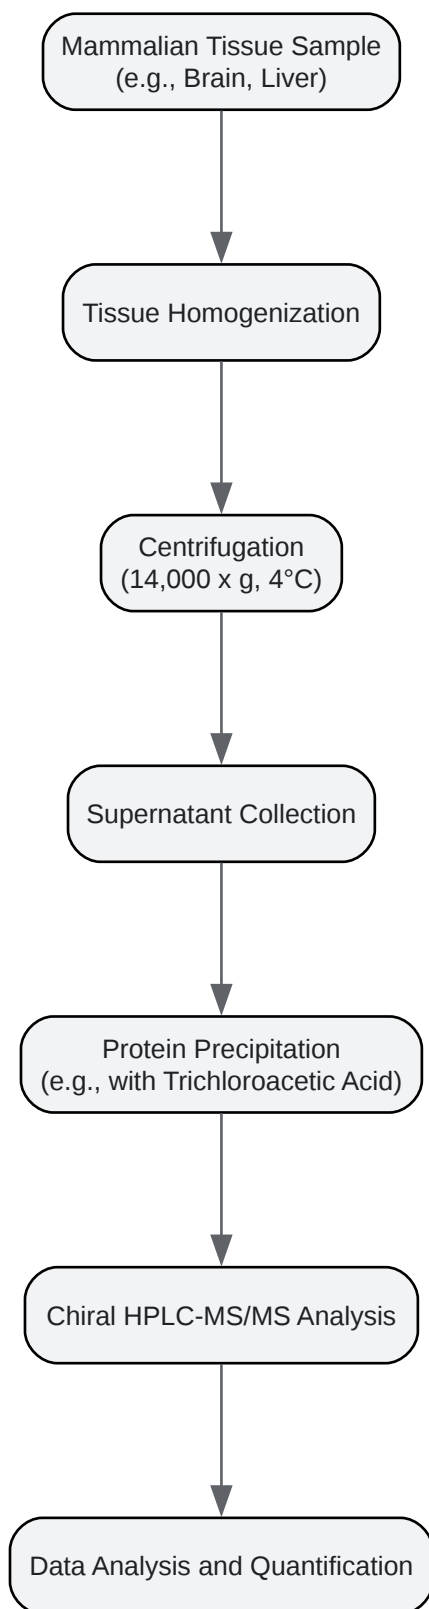 Mammalian Tissue Sample
(e.g., Brain, Liver)
Tissue Homogenization
Centrifugation
(14,000 x g, 4°C)
Supernatant Collection
Protein Precipitation
(e.g., with Trichloroacetic Acid)
Chiral HPLC-MS/MS Analysis
Data Analysis and Quantification